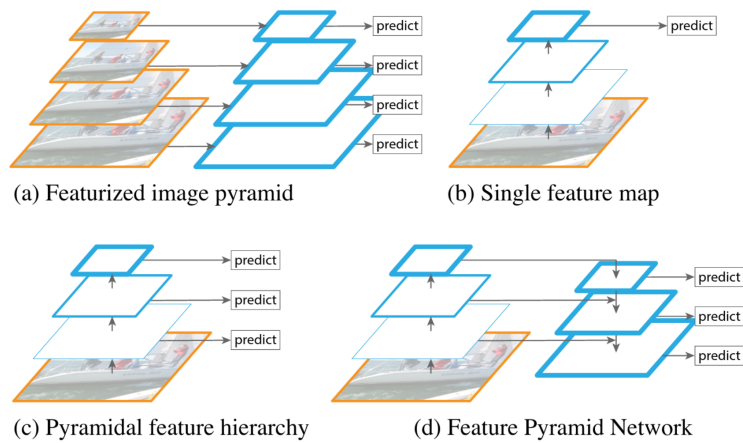 predict
predict
predict
predict
(a) Featurized image pyramid
predict
(b) Single feature map
predict
predict
predict
(c) Pyramidal feature hierarchy
predict
predict
predict
(d) Feature Pyramid Network